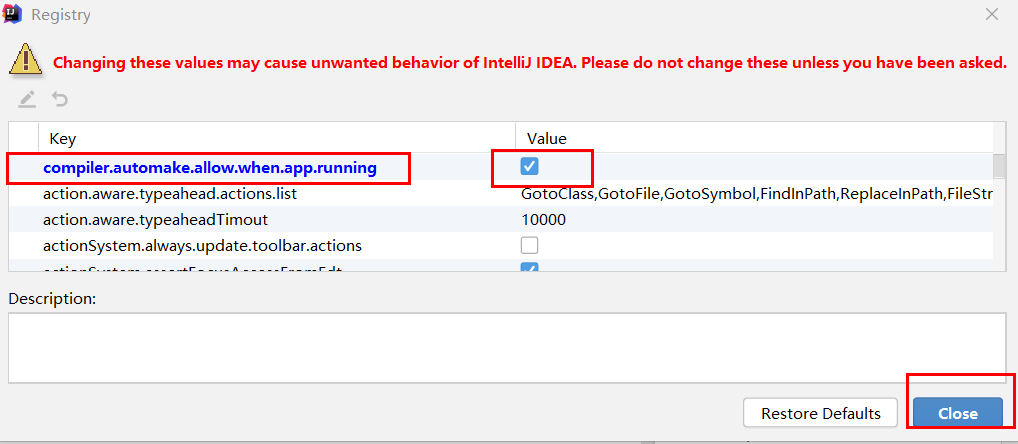 Registry
Changing these values may cause unwanted behavior of IntelliJ IDEA. Please do not change these unless you have been asked.
Key Value
compiler.automake.allow.when.app.running
action.aware.typeahead.actions.list GotoClass,GotoFile,GotoSymbol,FindInPath,ReplaceInPath,FileStr
action.aware.typeaheadTimout 10000
actionSystem.always.update.toolbar.actions
actionSystem.assertFocusAccessFromEdt
Description:
Restore Defaults Close